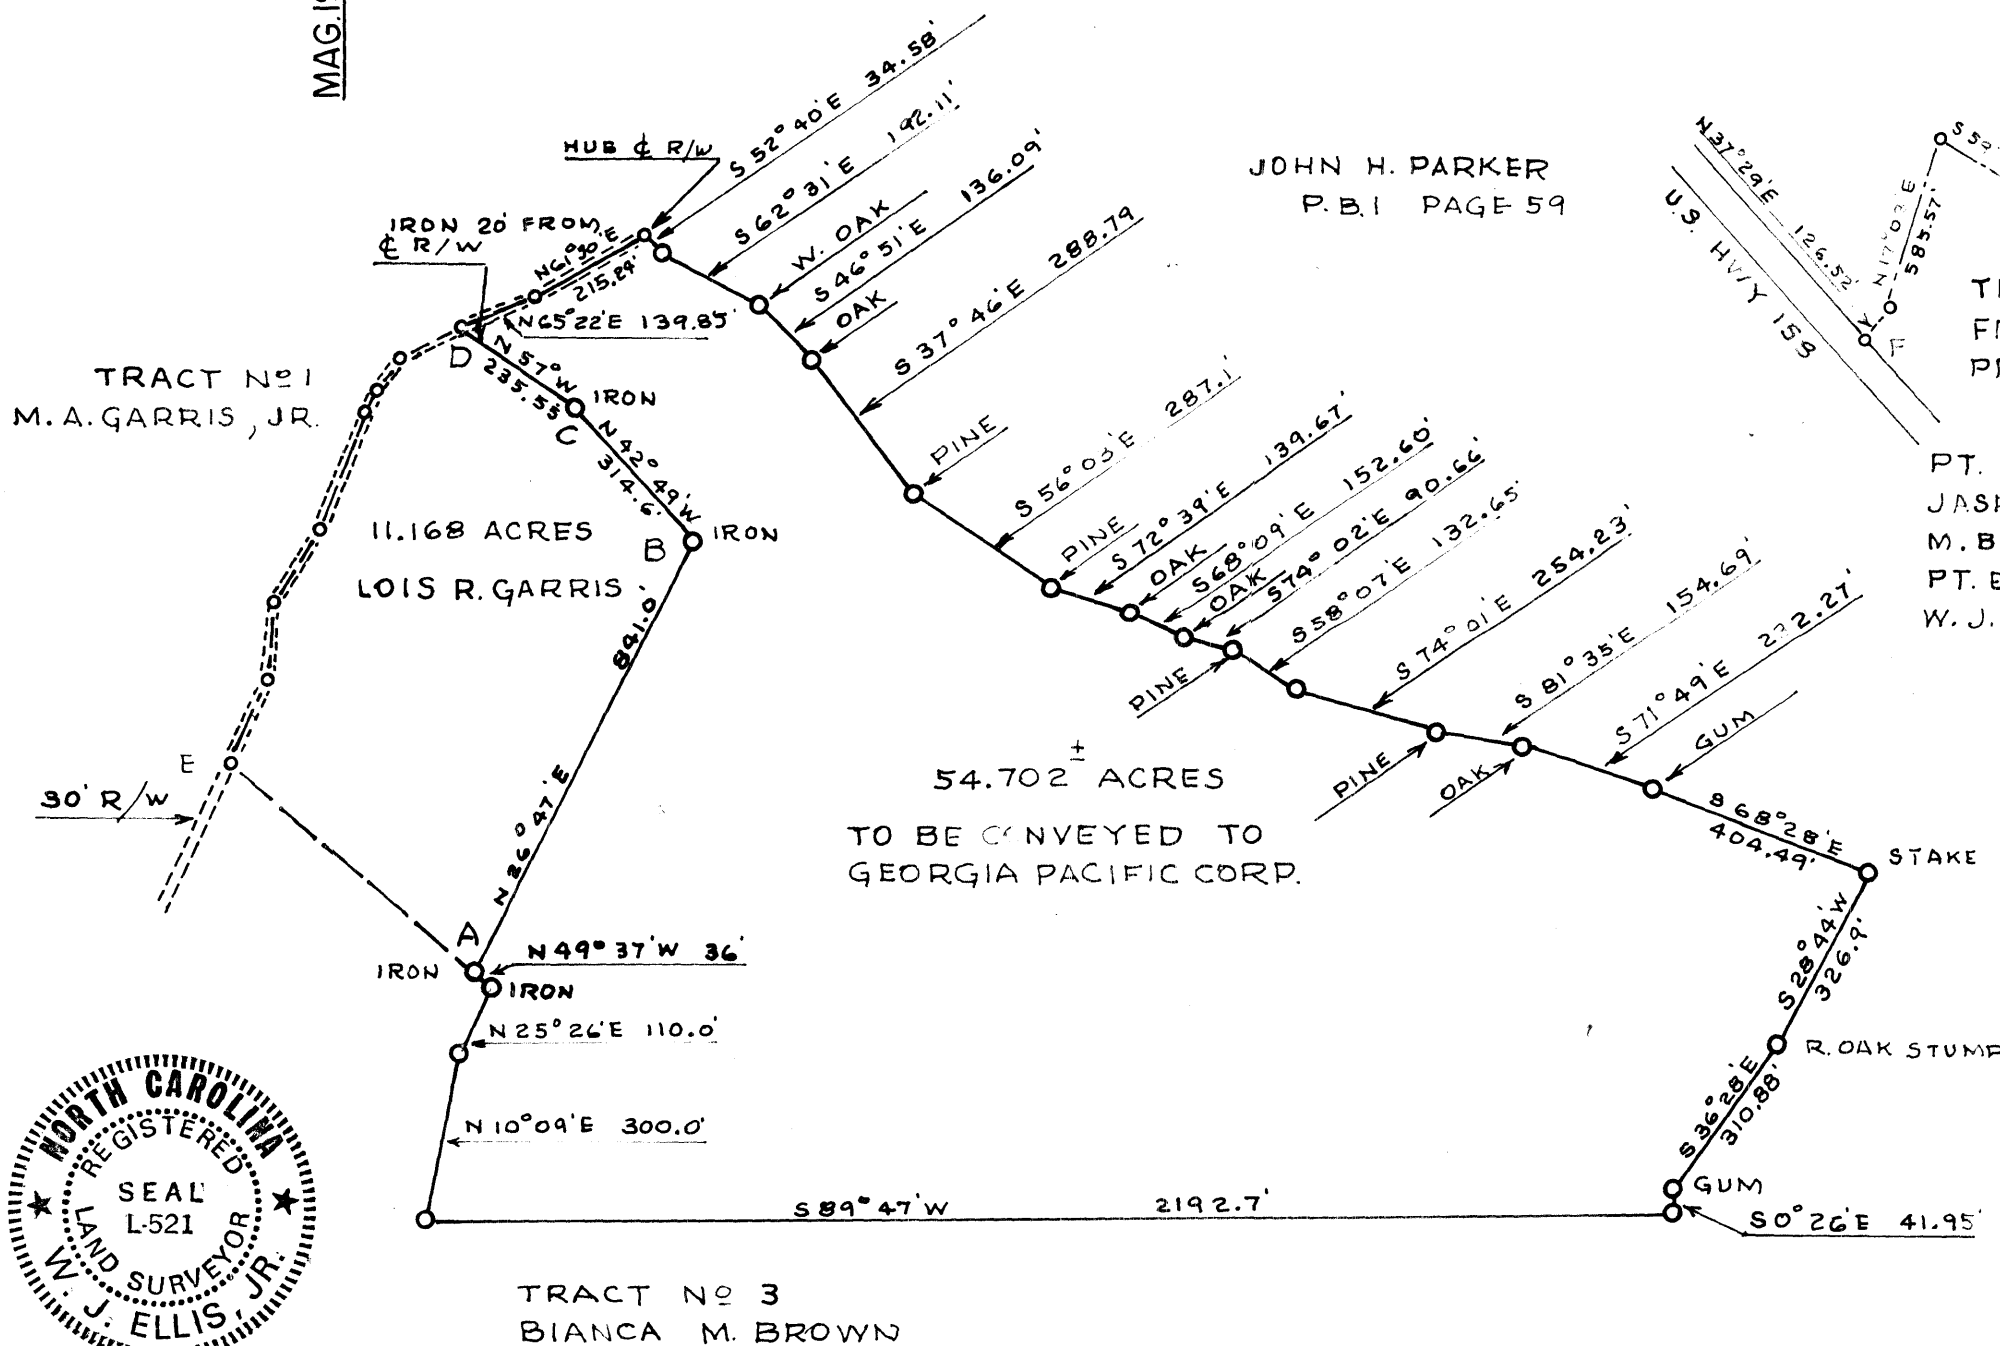 MAG.
HUB ℄ R/W
S 52° 40' E 34.58'
S 62° 31' E 192.11'
W. OAK
S 46° 51' E 136.09'
OAK
S 37° 46' E 288.79
PINE
S 56° 03' E 287.1'
PINE
S 72° 39' E 139.67'
OAK
S 68° 09' E 152.60'
OAK
S 74° 02' E 90.66'
PINE
S 58° 07' E 132.65'
S 74° 01' E 254.23'
PINE
S 81° 35' E 154.69'
OAK
S 71° 49' E
GUM
S 68° 28' E
404.49'
STAKE
S 28° 44' W
326.9'
R. OAK STUMP
S 36° 28' E
310.88'
GUM
S 0° 26' E 41.95'
S 89° 47' W 2192.7'
N 10° 09' E 300.0'
N 25° 26' E 110.0'
IRON
N 49° 37' W 36'
IRON
A
N 26° 47' E
841.0'
B
IRON
N 42° 49' W
314.6'
C
IRON
N 57° W
235.55
D
IRON 20' FROM
℄ R/W
N 65° 22' E 139.85'
N 61° 30' E
215.29'
TRACT Nº 1
M. A. GARRIS, JR.
11.168 ACRES
LOIS R. GARRIS
E
30' R/W
54.702 ± ACRES
TO BE CONVEYED TO
GEORGIA PACIFIC CORP.
JOHN H. PARKER
P.B.1 PAGE 59
N 37° 29' E 126.52'
U.S. HWY 158
N 17° 03' E
585.57'
S 59°
F
PT.
M. B
PT.
W. J.
TRACT Nº 3
BIANCA M. BROWN
NORTH CAROLINA
REGISTERED
SEAL
L-521
LAND SURVEYOR
W. J. ELLIS, JR.